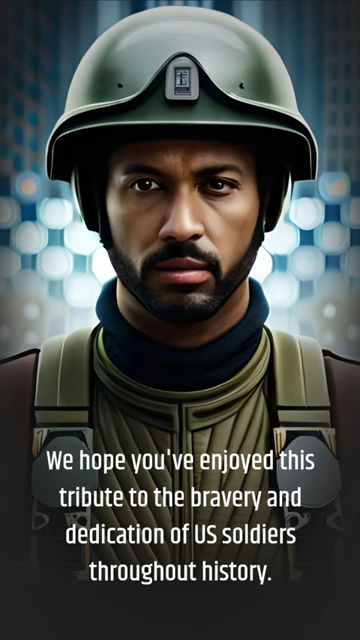 We hope you've enjoyed this
tribute to the bravery and
dedication of US soldiers
throughout history.